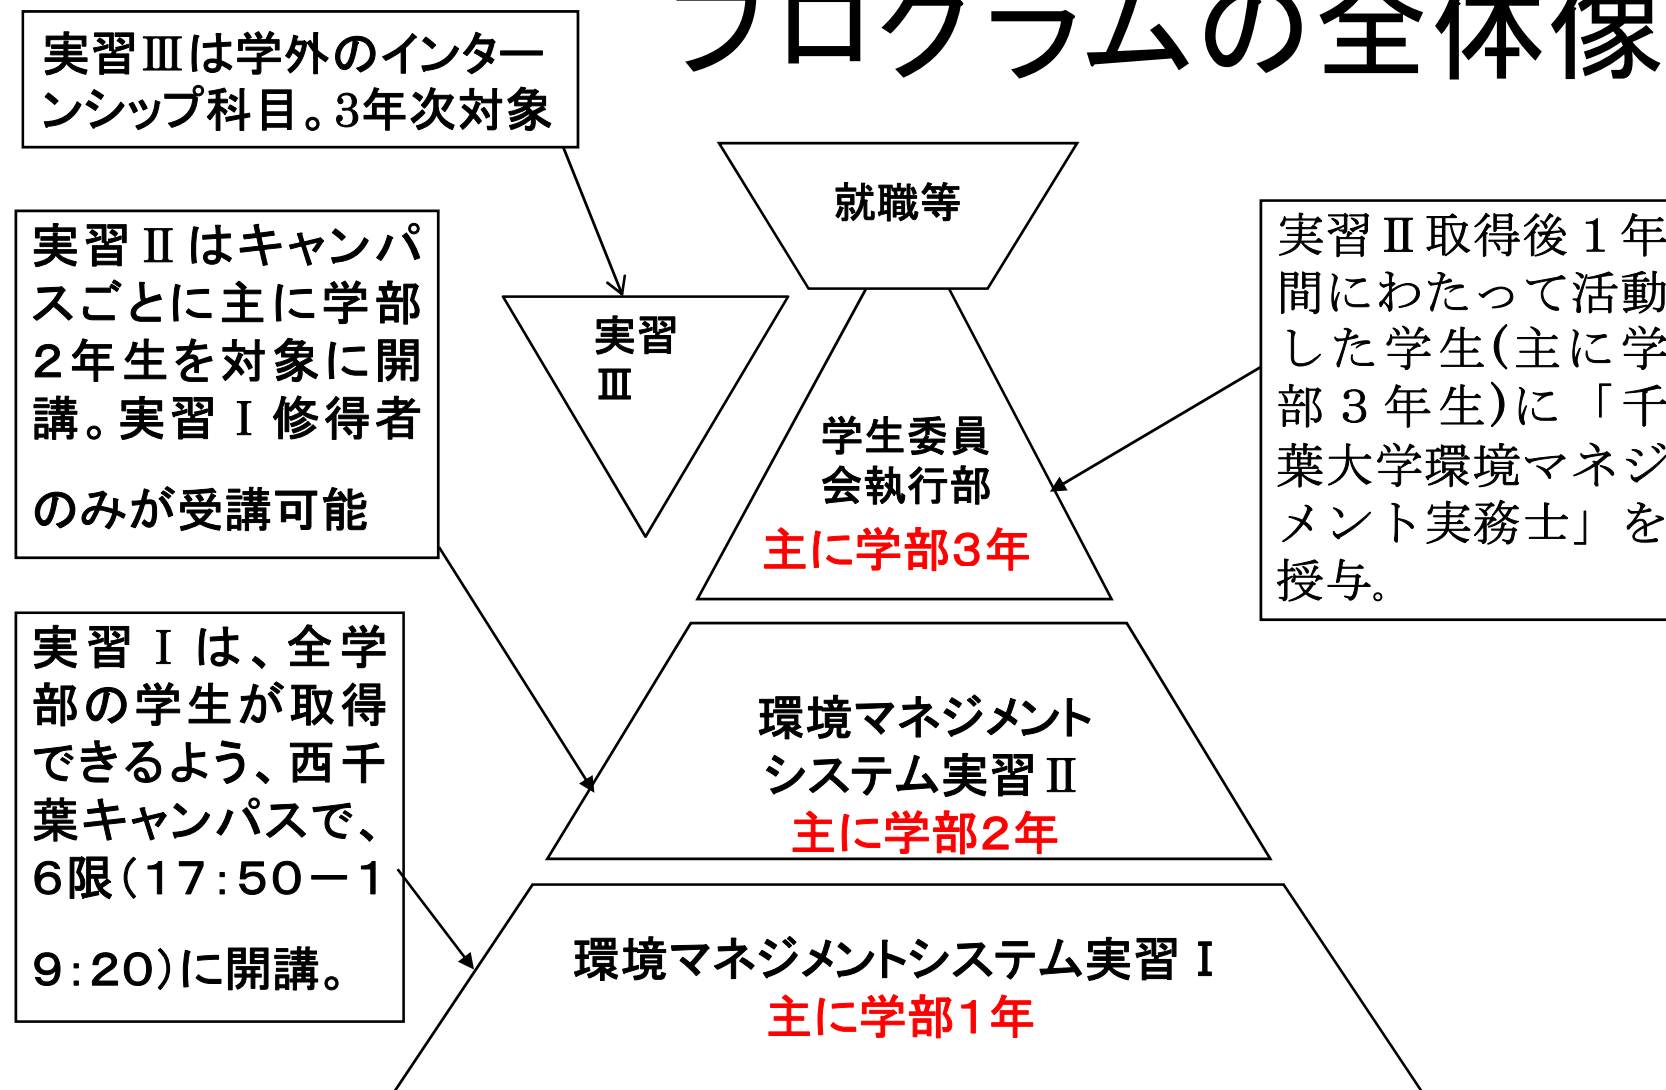 プログラムの全体像
実習Ⅲは学外のインター
ンシップ科目。3年次対象
就職等
実習Ⅱはキャンパ
スごとに主に学部
２年生を対象に開
講。実習Ⅰ修得者
のみが受講可能
実習
Ⅲ
実習Ⅱ取得後１年
間にわたって活動
した学生(主に学
部３年生)に「千
葉大学環境マネジ
メント実務士」を
授与。
学生委員
会執行部
主に学部３年
実習Ⅰは、全学
部の学生が取得
できるよう、西千
葉キャンパスで、
６限(１７：５０－１
９：２０)に開講。
環境マネジメント
システム実習Ⅱ
主に学部２年
環境マネジメントシステム実習Ⅰ
主に学部１年